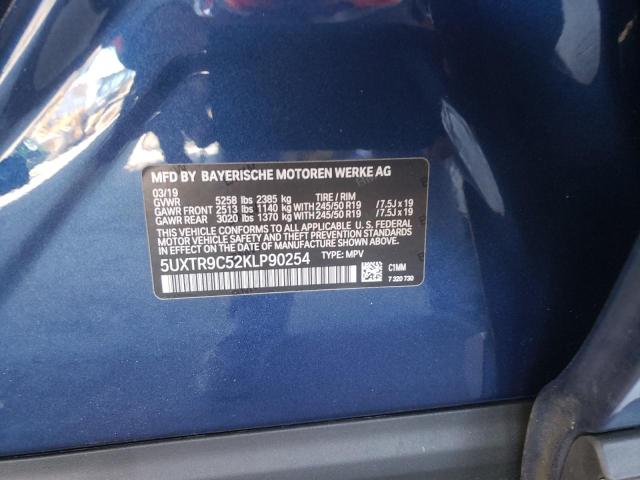 MFD BY BAYERISCHE MOTOREN WERKE AG
03/19
GVWR 5258 lbs 2385 kg TIRE / RIM
GAWR FRONT 2513 lbs 1140 kg WITH 245/50 R19 / 7.5J x 19
GAWR REAR 3020 lbs 1370 kg WITH 245/50 R19 / 7.5J x 19
THIS VEHICLE CONFORMS TO ALL APPLICABLE U.S.
FEDERAL MOTOR VEHICLE SAFETY STANDARDS IN
EFFECT ON THE DATE OF MANUFACTURE SHOWN ABOVE.
5UXTR9C52KLP90254 TYPE: MPV
C1MM
7 320 730